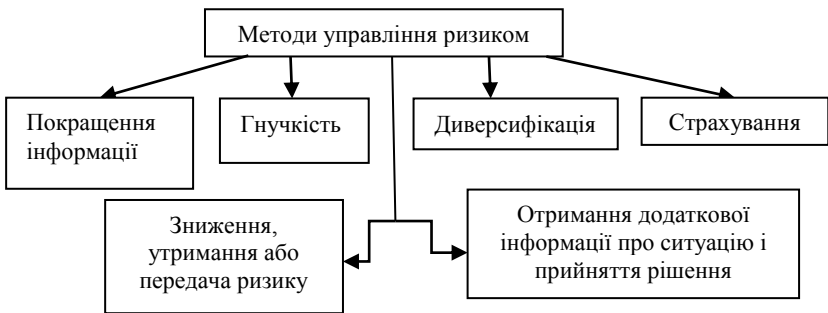 Методи управління ризиком
Покращення
інформації
Гнучкість
Диверсифікація
Страхування
Зниження,
утримання або
передача ризику
Отримання додаткової
інформації про ситуацію і
прийняття рішення